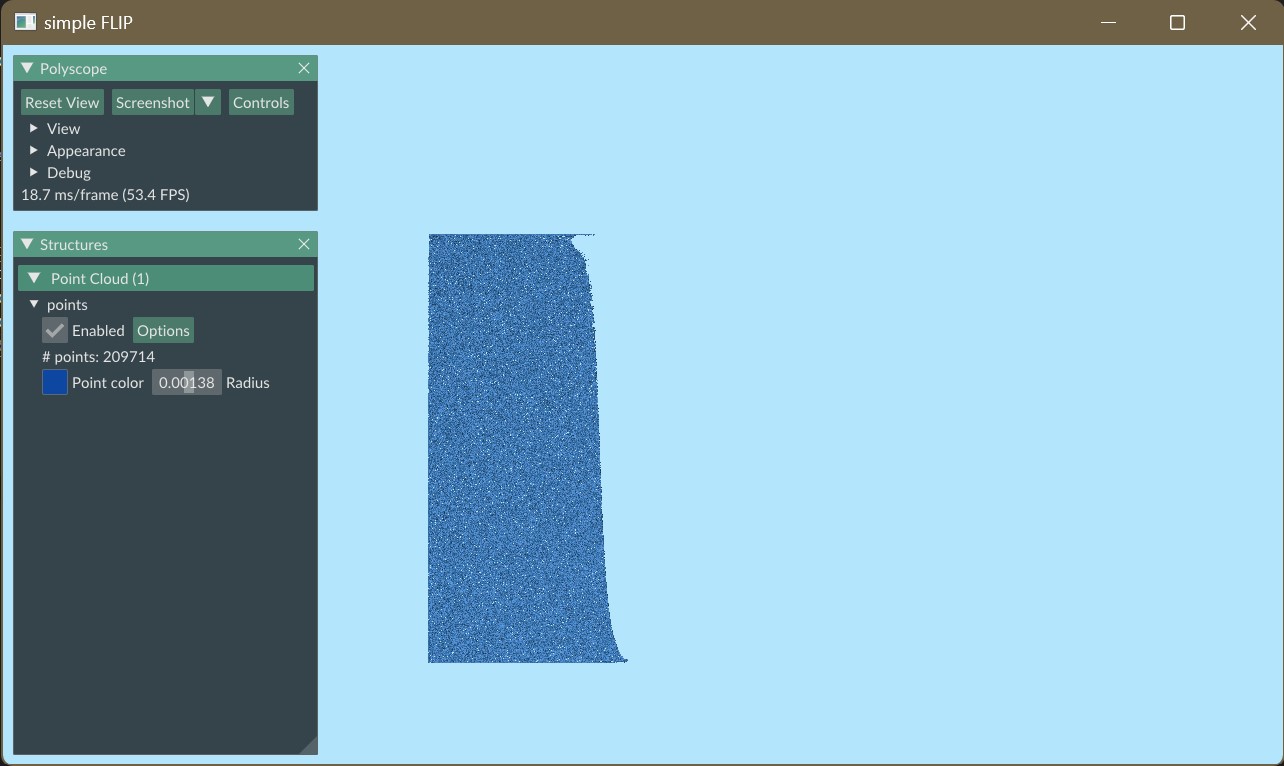 simple FLIP
Polyscope
Reset View Screenshot Controls
View
Appearance
Debug
18.7 ms/frame (53.4 FPS)
Structures
Point Cloud (1)
points
Enabled Options
# points: 209714
Point color 0.00138 Radius